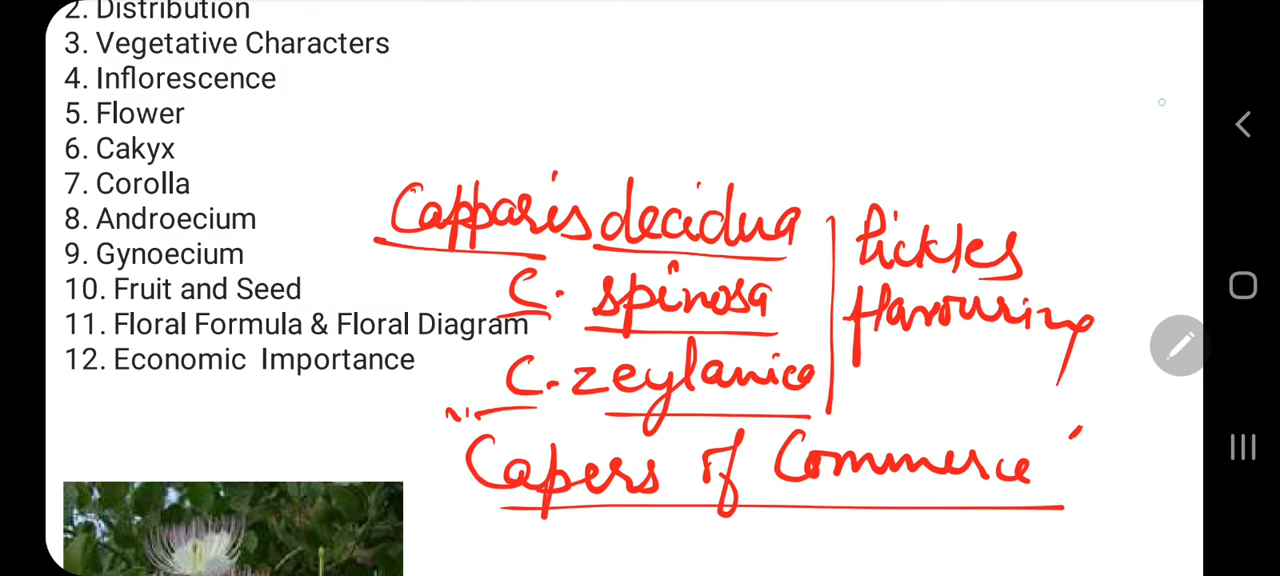 2. Distribution
3. Vegetative Characters
4. Inflorescence
5. Flower
6. Cakyx
7. Corolla
8. Androecium
9. Gynoecium
10. Fruit and Seed
11. Floral Formula & Floral Diagram
12. Economic Importance
Capparis decidua
C. spinosa
C. zeylanica
Pickles
flavouring
"Capers of Commerce"